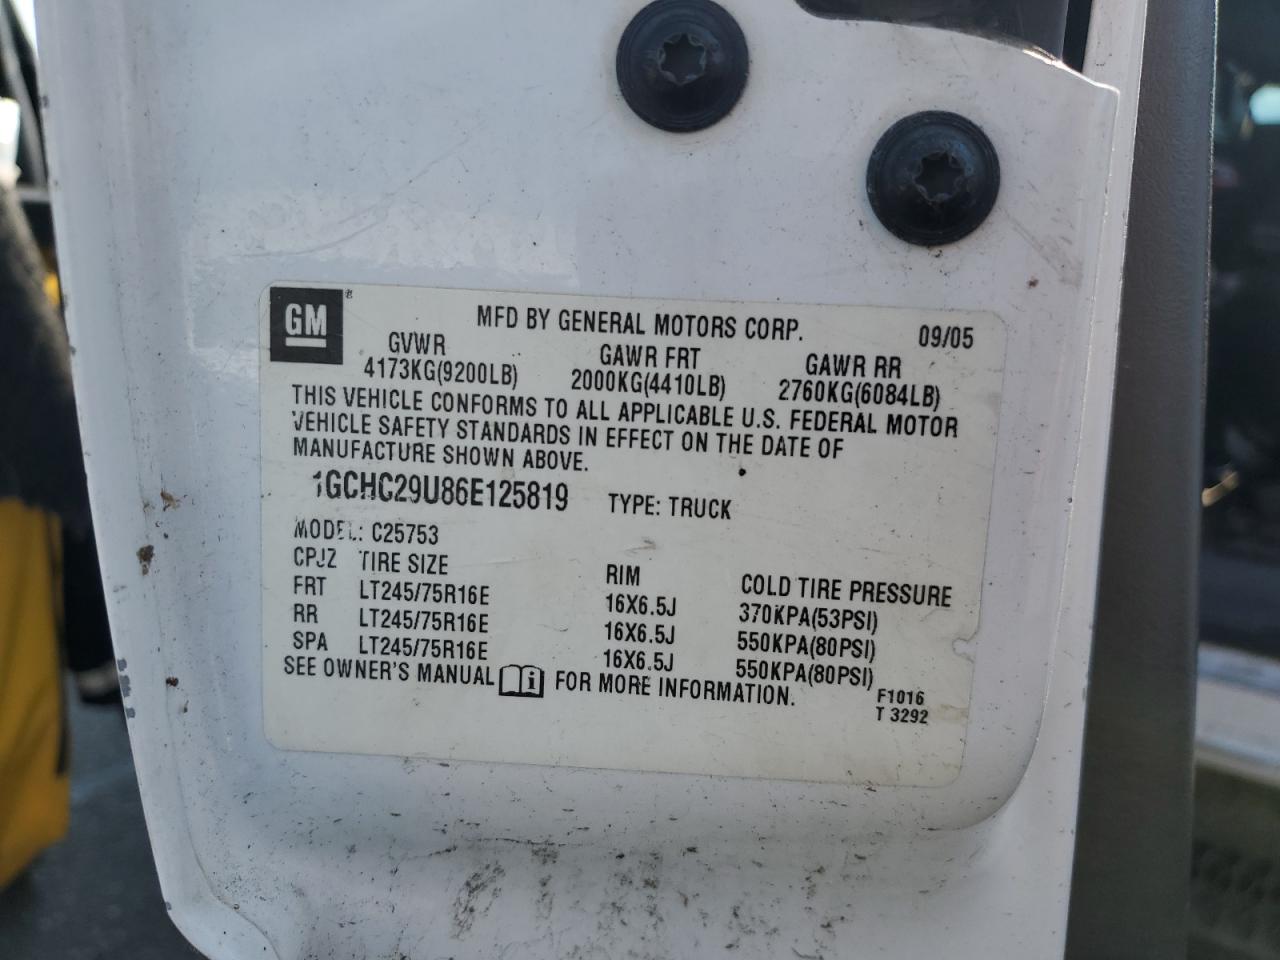 GM
MFD BY GENERAL MOTORS CORP. 09/05
GVWR GAWR FRT GAWR RR
4173KG(9200LB) 2000KG(4410LB) 2760KG(6084LB)
THIS VEHICLE CONFORMS TO ALL APPLICABLE U.S. FEDERAL MOTOR
VEHICLE SAFETY STANDARDS IN EFFECT ON THE DATE OF
MANUFACTURE SHOWN ABOVE.
1GCHC29U86E125819 TYPE: TRUCK
MODEL: C25753
CPJZ TIRE SIZE RIM COLD TIRE PRESSURE
FRT LT245/75R16E 16X6.5J 370KPA(53PSI)
RR LT245/75R16E 16X6.5J 550KPA(80PSI)
SPA LT245/75R16E 16X6.5J 550KPA(80PSI)
SEE OWNER'S MANUAL i FOR MORE INFORMATION.
F1016
T 3292